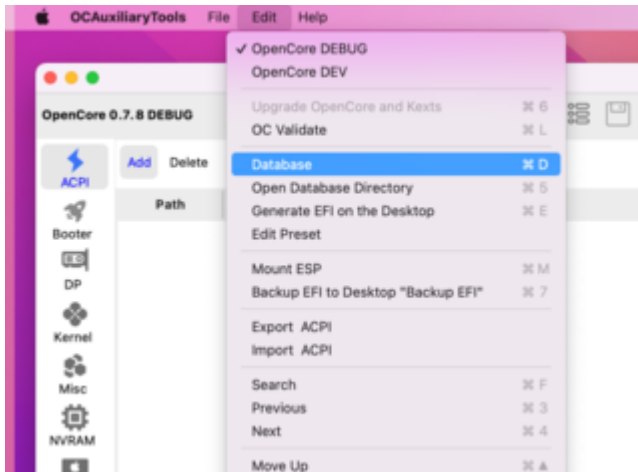 OCAuxiliaryTools File Edit Help
✓ OpenCore DEBUG
OpenCore DEV
Upgrade OpenCore and Kexts ⌘ 6
OC Validate ⌘ L
Database ⌘ D
Open Database Directory ⌘ 5
Generate EFI on the Desktop ⌘ E
Edit Preset
Mount ESP ⌘ M
Backup EFI to Desktop "Backup EFI" ⌘ 7
Export ACPI
Import ACPI
Search ⌘ F
Previous ⌘ 3
Next ⌘ 4
Move Up ⌘ ▲
OpenCore 0.7.8 DEBUG
ACPI
Booter
DP
Kernel
Misc
NVRAM
Add Delete
Path